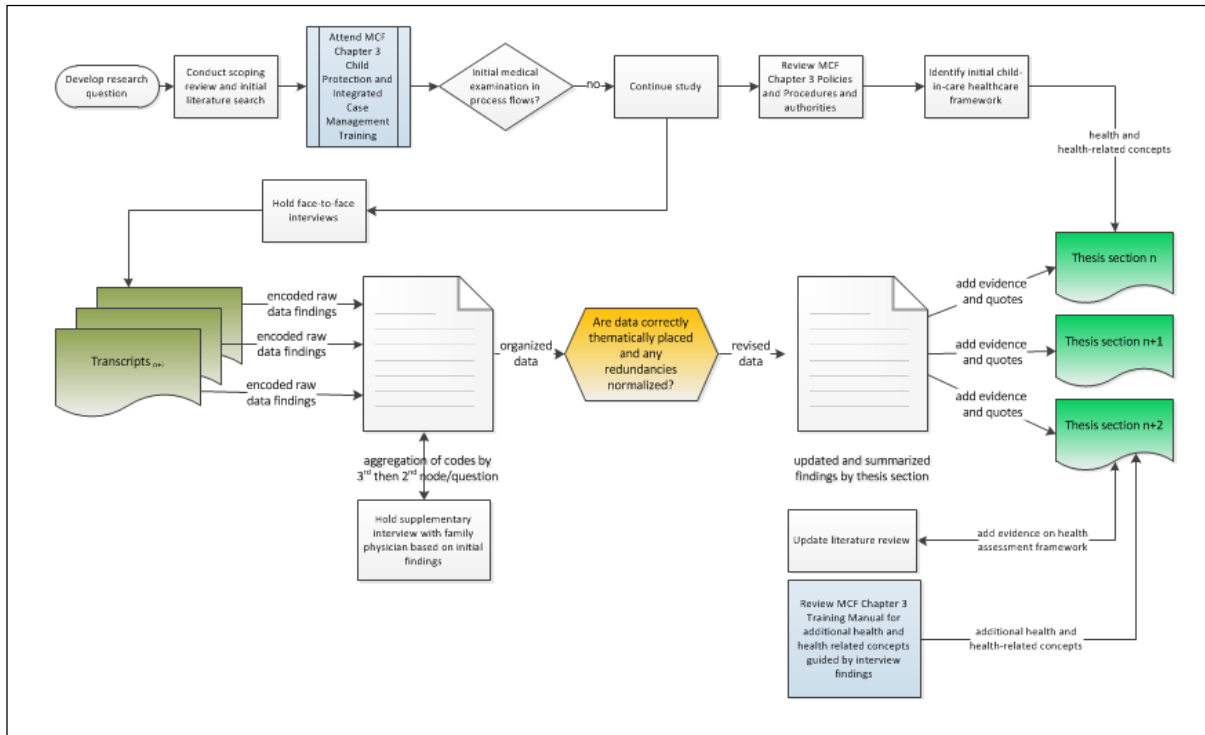 Develop research
question
Conduct scoping
review and initial
literature search
Attend MCF
Chapter 3
Child
Protection and
Integrated
Case
Management
Training
Initial medical
examination in
process flows?
no
Continue study
Review MCF
Chapter 3 Policies
and Procedures and
authorities
Identify initial child-
in-care healthcare
framework
health and
health-related concepts
Hold face-to-face
interviews
Transcripts
encoded raw
data findings
encoded raw
data findings
encoded raw
data findings
organized
data
Are data correctly
thematically placed
and any
redundancies
normalized?
revised
data
add evidence
and quotes
add evidence
and quotes
add evidence
and quotes
Thesis section n
Thesis section n+1
Thesis section n+2
aggregation of codes by
3rd then 2nd node/question
updated and summarized
findings by thesis section
Hold supplementary
interview with family
physician based on initial
findings
Update literature review
add evidence on health
assessment framework
Review MCF Chapter 3
Training Manual for
additional health and
health related concepts
guided by interview
findings
additional health and
health-related concepts